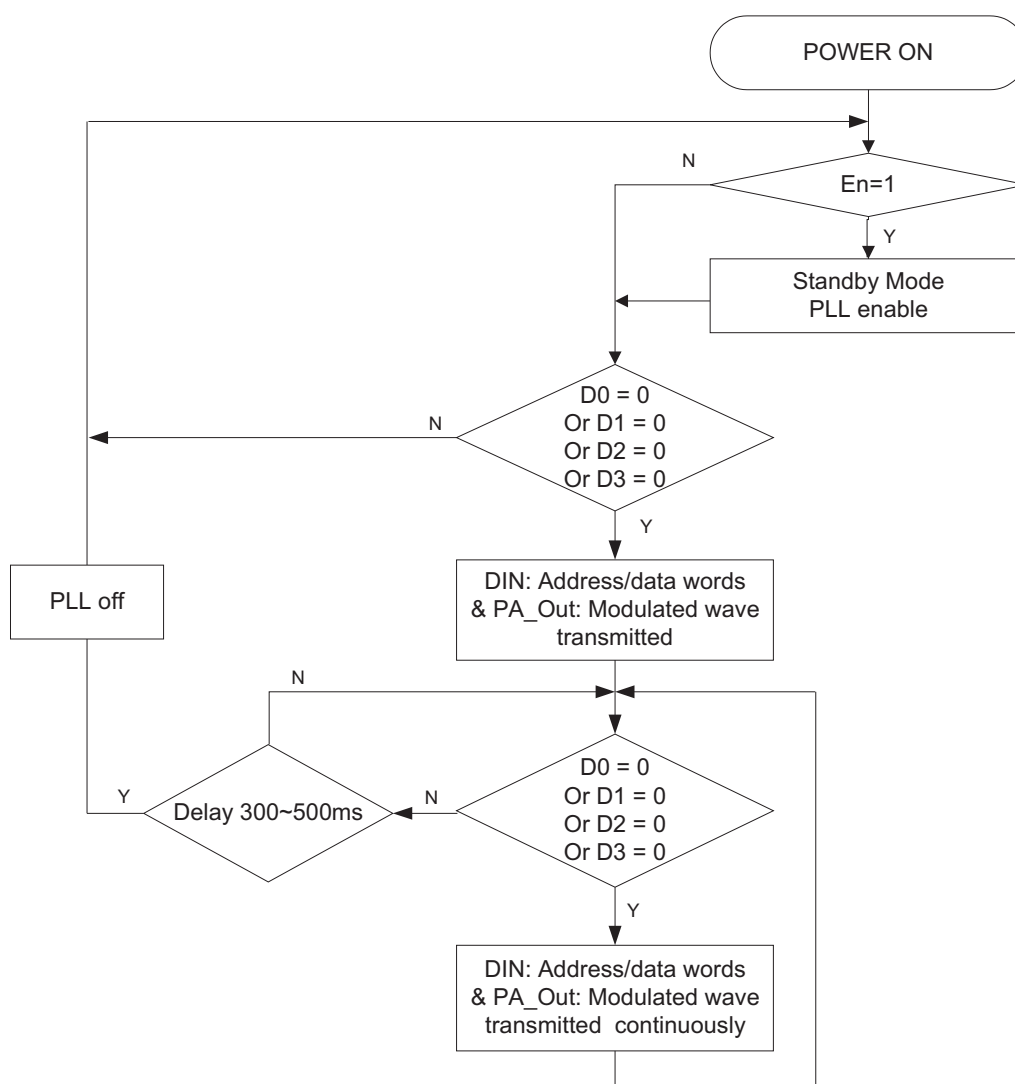 POWER ON
N
En=1
Y
Standby Mode
PLL enable
D0 = 0
Or D1 = 0
Or D2 = 0
Or D3 = 0
N
Y
DIN: Address/data words
& PA_Out: Modulated wave
transmitted
PLL off
N
D0 = 0
Or D1 = 0
Or D2 = 0
Or D3 = 0
Y
Delay 300~500ms
N
Y
DIN: Address/data words
& PA_Out: Modulated wave
transmitted continuously